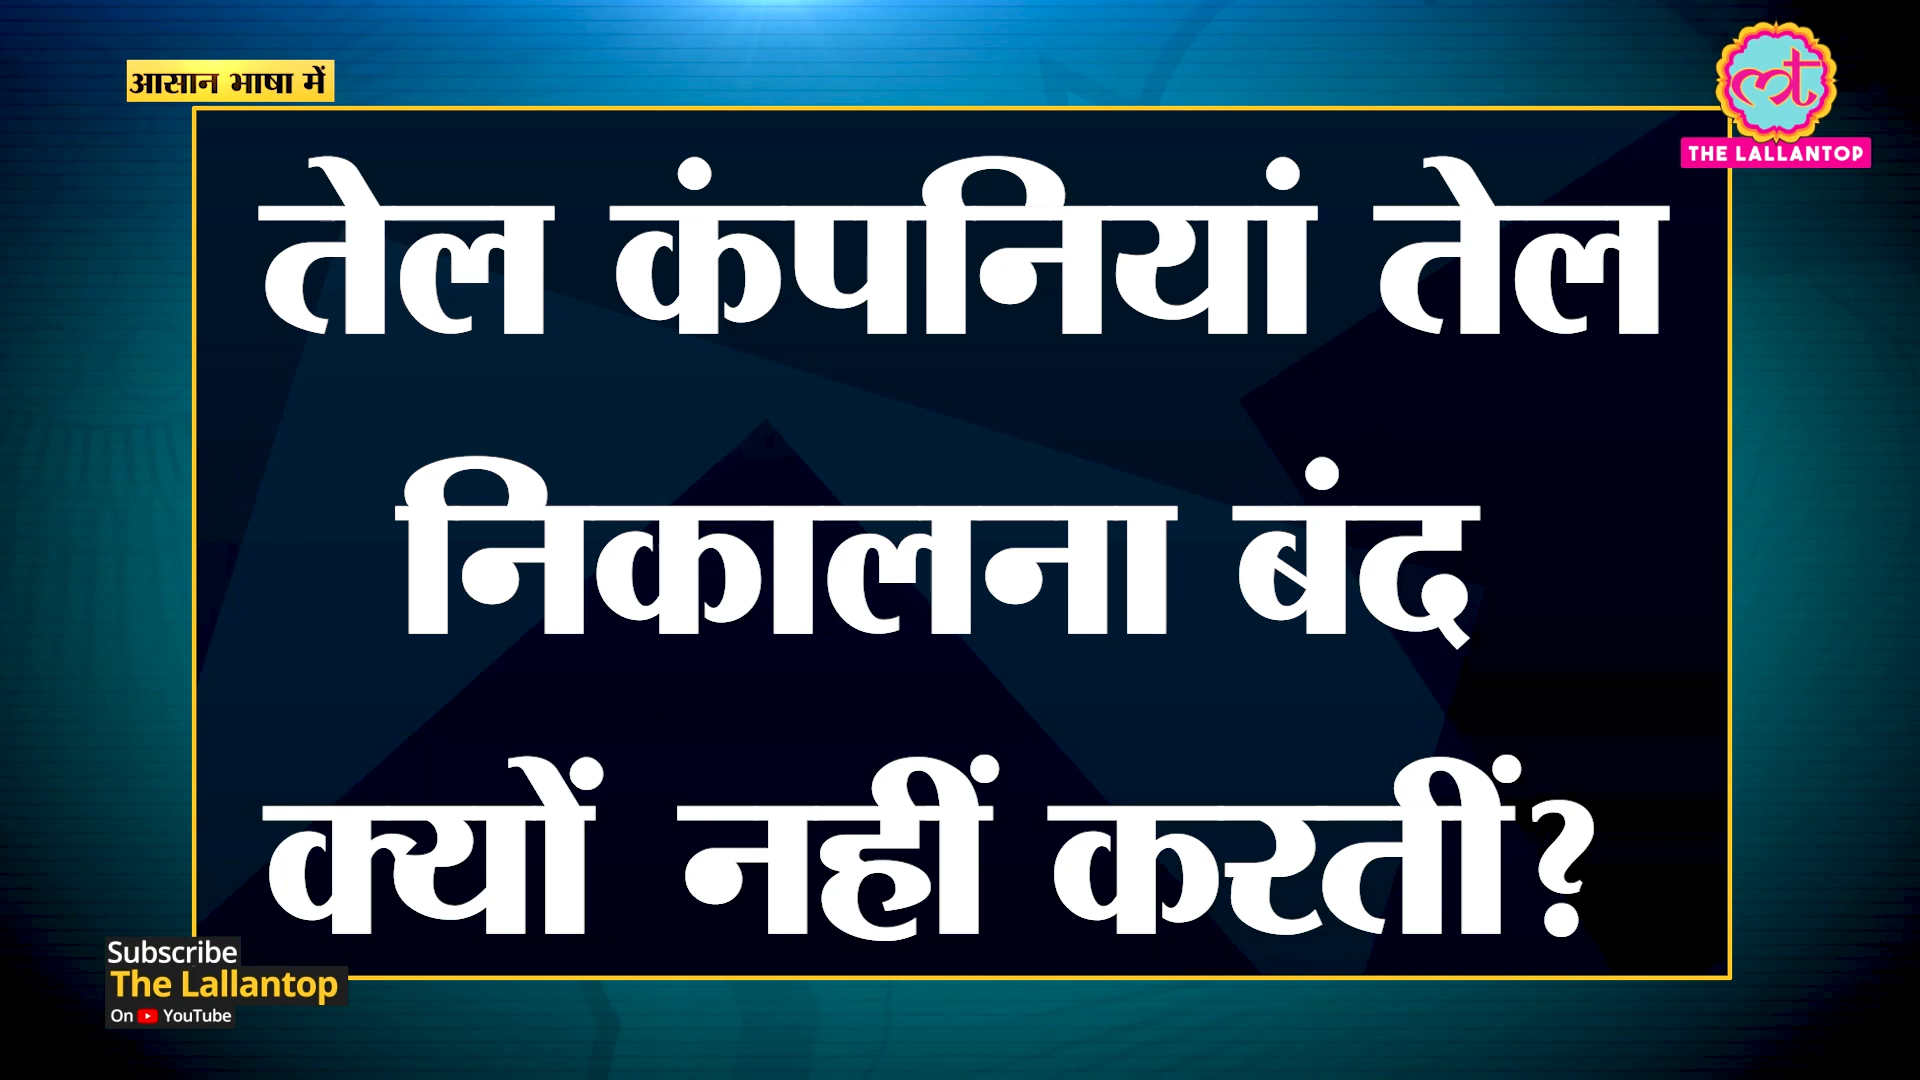 आसान भाषा में
THE LALLANTOP
तेल कंपनियां तेल
निकालना बंद
क्यों नहीं करतीं?
Subscribe
The Lallantop
On YouTube